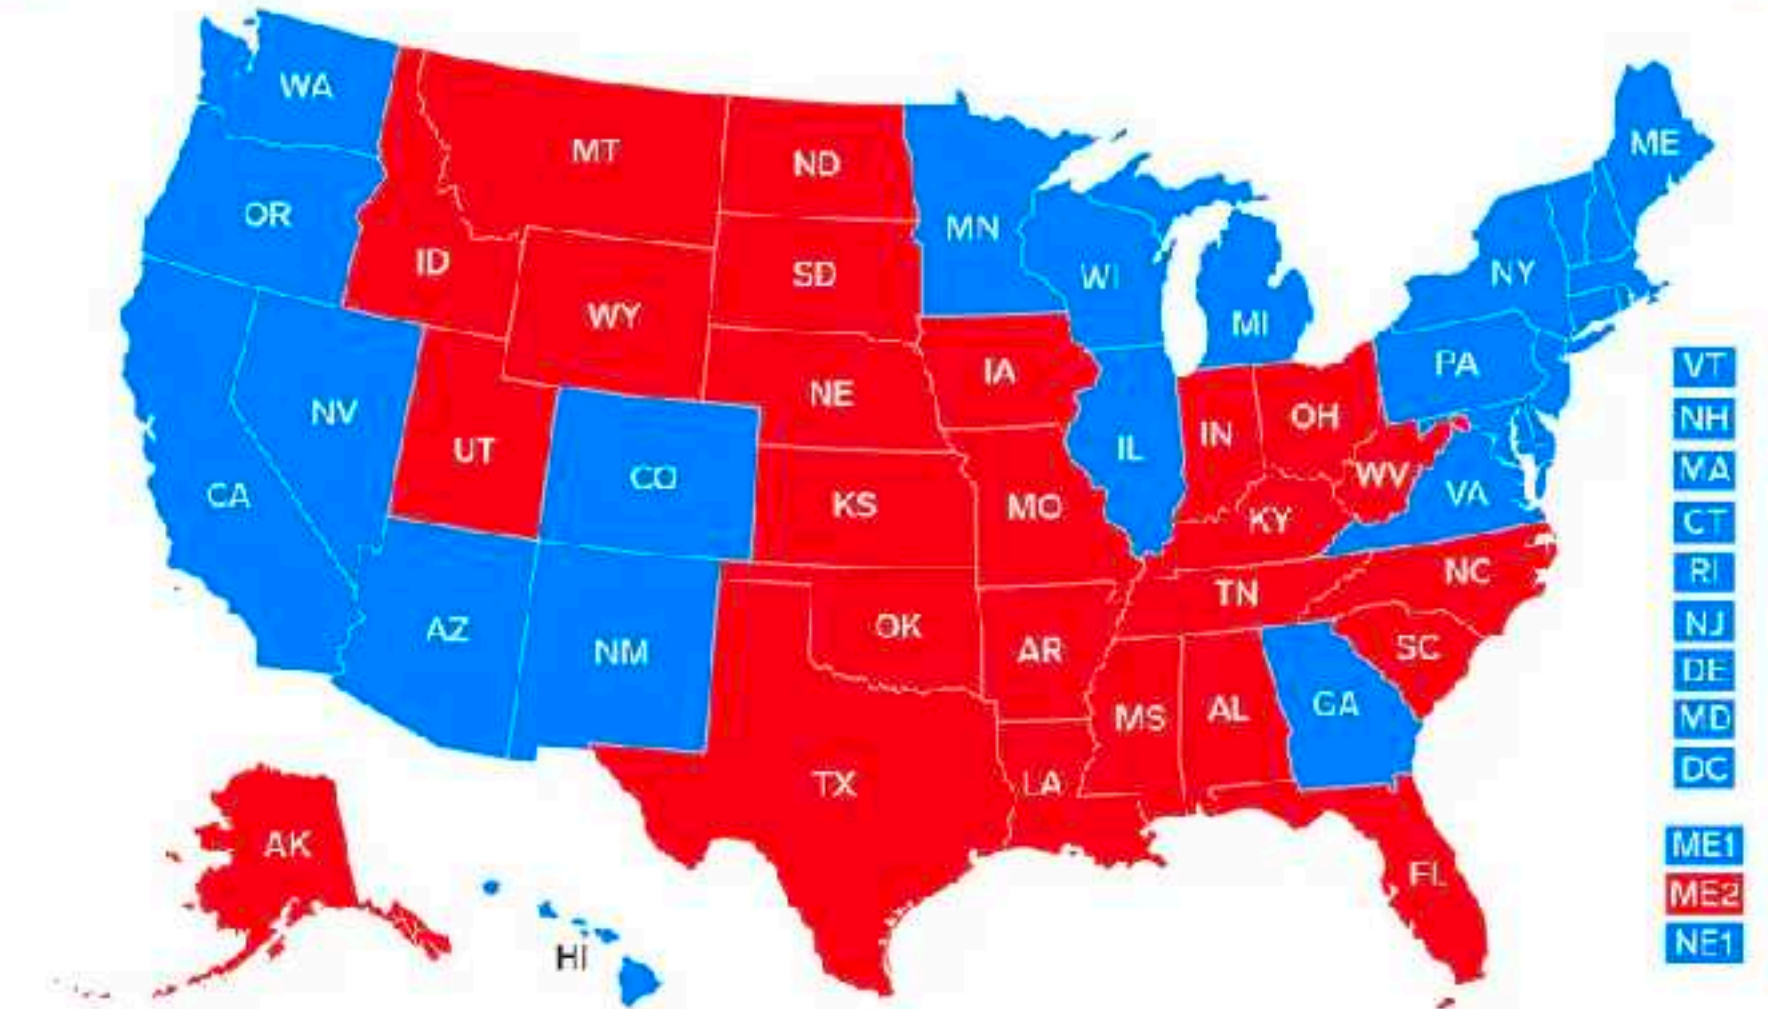 WA
MT
ND
ME
OR
MN
ID
SD
WI
NY
WY
MI
PA
IA
NE
NV
OH
UT
IN
IL
CO
WV
CA
KS
MO
VA
KY
NC
TN
AZ
NM
OK
AR
SC
MS
AL
GA
TX
LA
AK
FL
HI
VT
NH
MA
CT
RI
NJ
DE
MD
DC
ME1
ME2
NE1